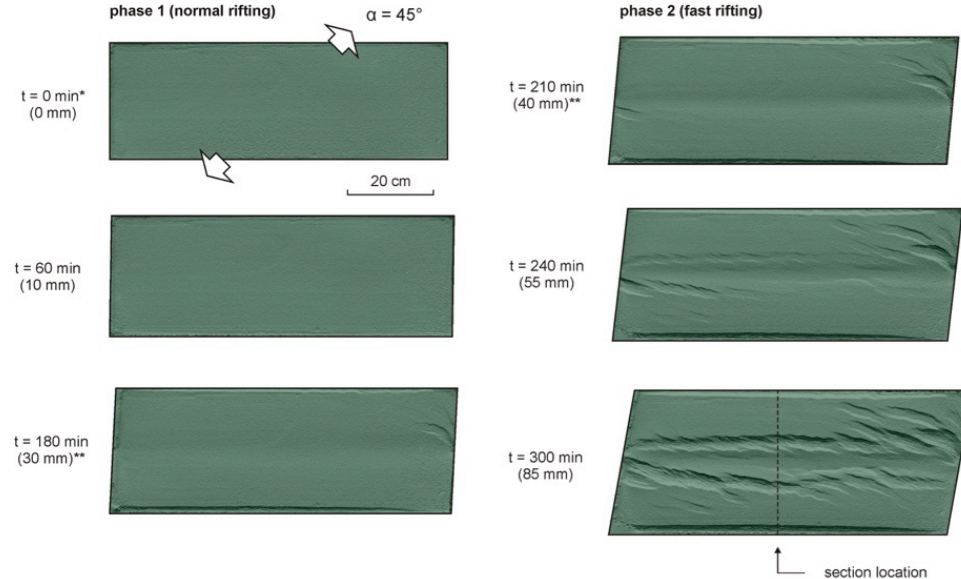 phase 1 (normal rifting)
α = 45°
t = 0 min*
(0 mm)
20 cm
t = 60 min
(10 mm)
t = 180 min
(30 mm)**
phase 2 (fast rifting)
t = 210 min
(40 mm)**
t = 240 min
(55 mm)
t = 300 min
(85 mm)
section location